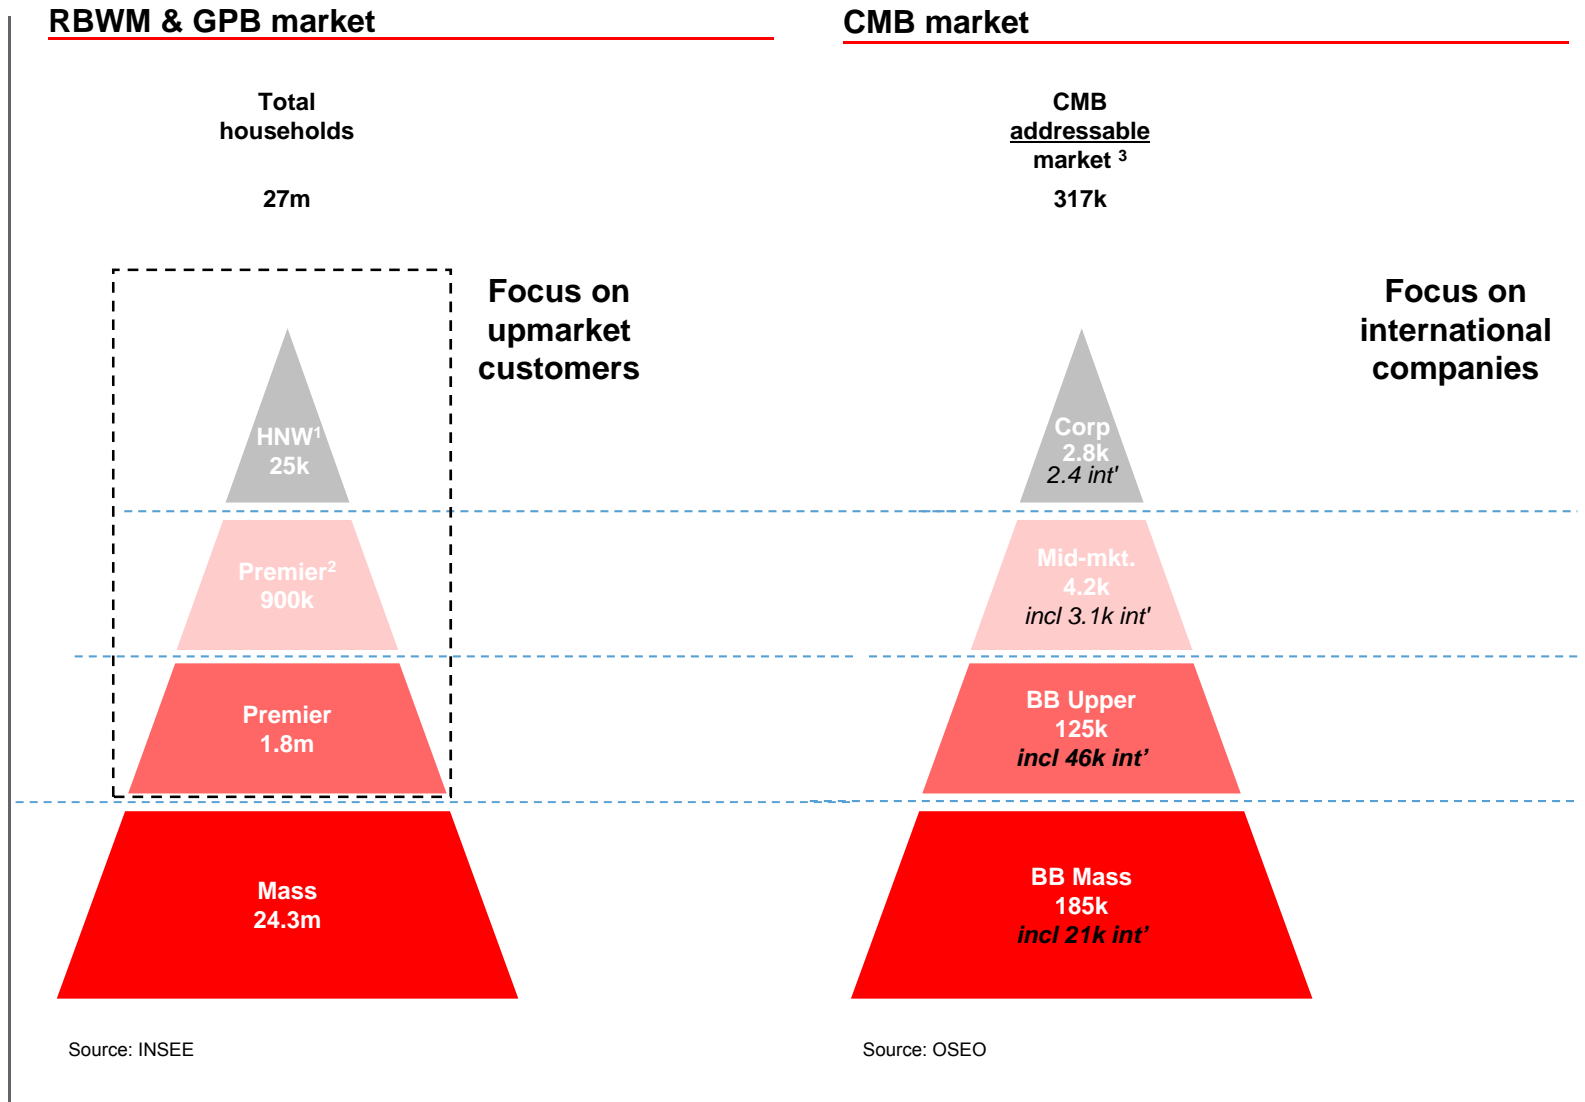 RBWM & GPB market
Total
households
27m
Focus on
upmarket
customers
HNW1
25k
Premier2
900k
Premier
1.8m
Mass
24.3m
Source: INSEE
CMB market
CMB
addressable
market 3
317k
Focus on
international
companies
Corp
2.8k
2.4 int'
Mid-mkt.
4.2k
incl 3.1k int'
BB Upper
125k
incl 46k int’
BB Mass
185k
incl 21k int’
Source: OSEO